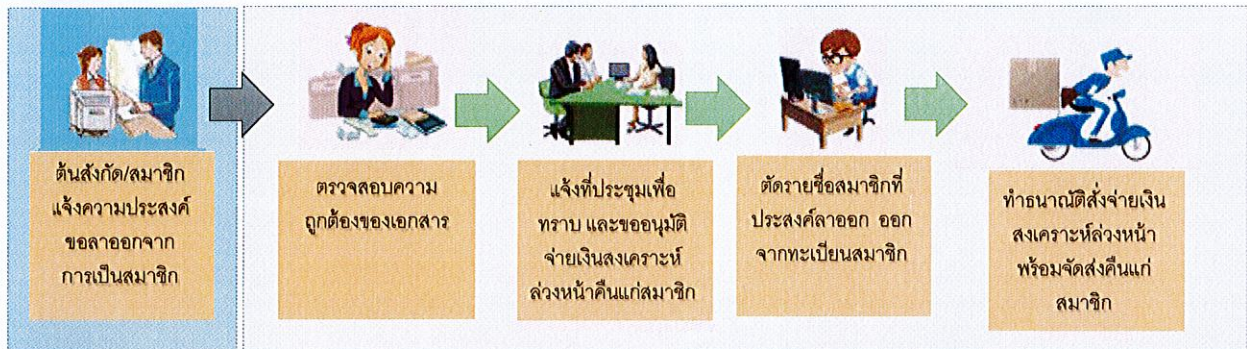 ต้นสังกัด/สมาชิก
แจ้งความประสงค์
ขอลาออกจาก
การเป็นสมาชิก
ตรวจสอบความ
ถูกต้องของเอกสาร
แจ้งที่ประชุมเพื่อ
ทราบ และขออนุมัติ
จ่ายเงินสงเคราะห์
ล่วงหน้าคืนแก่สมาชิก
ตัดรายชื่อสมาชิกที่
ประสงค์ลาออก ออก
จากทะเบียนสมาชิก
ทำธนาณัติสั่งจ่ายเงิน
สงเคราะห์ล่วงหน้า
พร้อมจัดส่งคืนแก่
สมาชิก